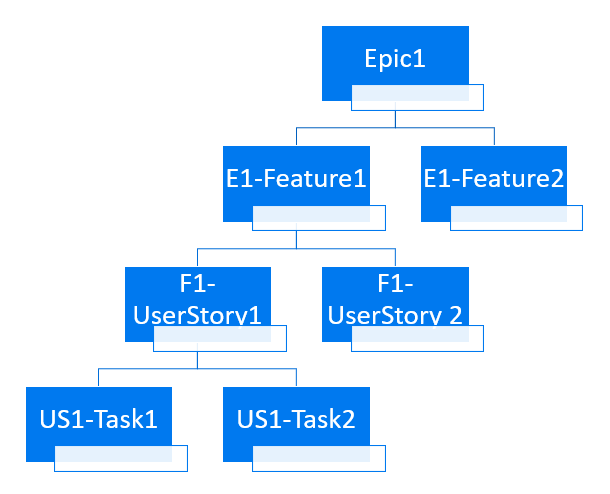 Epic1
E1-Feature1
E1-Feature2
F1-
UserStory1
F1-
UserStory 2
US1-Task1
US1-Task2